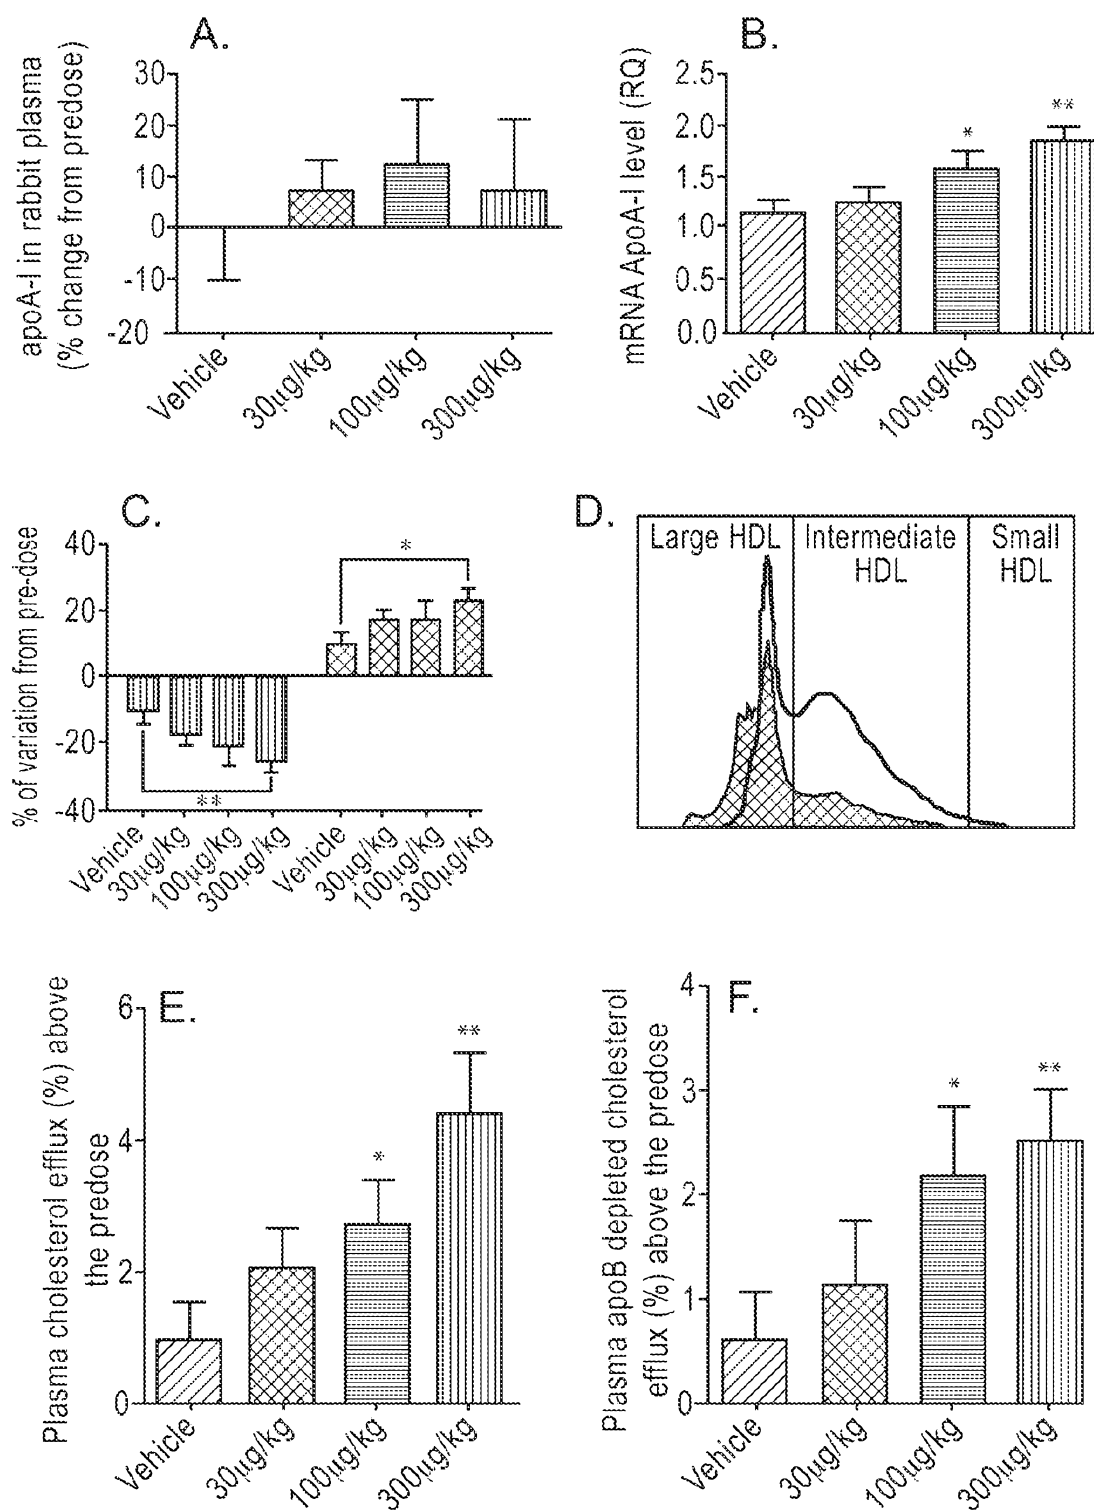 A.
apoA-I in rabbit plasma
(% change from predose)
30
20
10
0
-10
-20
Vehicle
30µg/kg
100µg/kg
300µg/kg
B.
mRNA ApoA-I level (RQ)
2.5
2.0
1.5
1.0
0.5
0.0
*
**
Vehicle
30µg/kg
100µg/kg
300µg/kg
C.
% of variation from pre-dose
40
20
0
-20
-40
*
**
Vehicle
30µg/kg
100µg/kg
300µg/kg
Vehicle
30µg/kg
100µg/kg
300µg/kg
D.
Large HDL
Intermediate
HDL
Small
HDL
E.
Plasma cholesterol efflux (%) above
the predose
6
4
2
0
*
**
Vehicle
30µg/kg
100µg/kg
300µg/kg
F.
Plasma apoB depleted cholesterol
efflux (%) above the predose
4
3
2
1
0
*
**
Vehicle
30µg/kg
100µg/kg
300µg/kg